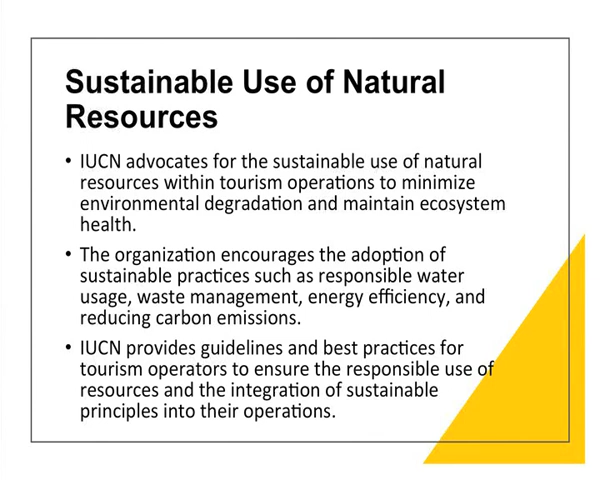 Sustainable Use of Natural
Resources
• IUCN advocates for the sustainable use of natural
resources within tourism operations to minimize
environmental degradation and maintain ecosystem
health.
• The organization encourages the adoption of
sustainable practices such as responsible water
usage, waste management, energy efficiency, and
reducing carbon emissions.
• IUCN provides guidelines and best practices for
tourism operators to ensure the responsible use of
resources and the integration of sustainable
principles into their operations.